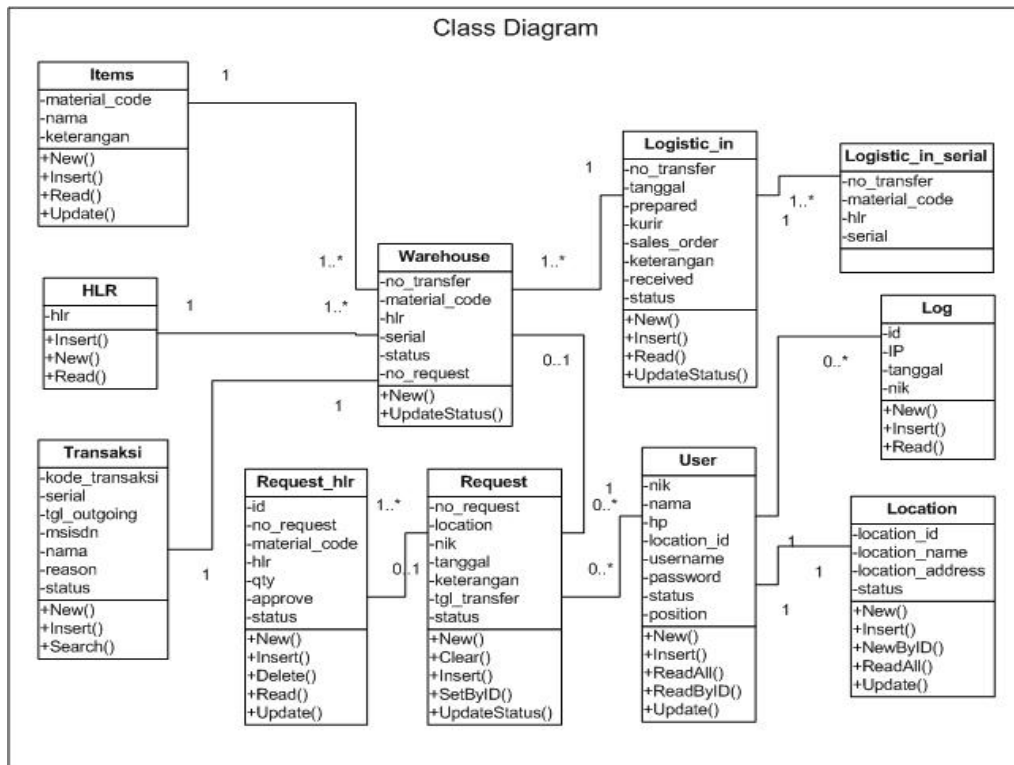 Class Diagram
Items
-material_code
-nama
-keterangan
+New()
+Insert()
+Read()
+Update()
1
1..*
HLR
-hlr
+Insert()
+New()
+Read()
1
1..*
Warehouse
-no_transfer
-material_code
-hlr
-serial
-status
-no_request
+New()
+UpdateStatus()
1..*
1
0..1
1
Logistic_in
-no_transfer
-tanggal
-prepared
-kurir
-sales_order
-keterangan
-received
-status
+New()
+Insert()
+Read()
+UpdateStatus()
1..*
1
Logistic_in_serial
-no_transfer
-material_code
-hlr
-serial
Log
-id
-IP
-tanggal
-nik
+New()
+Insert()
+Read()
0..*
Transaksi
-kode_transaksi
-serial
-tgl_outgoing
-msisdn
-nama
-reason
-status
+New()
+Insert()
+Search()
1
Request_hlr
-id
-no_request
-material_code
-hlr
-qty
-approve
-status
+New()
+Insert()
+Delete()
+Read()
+Update()
1..*
0..1
Request
-no_request
-location
-nik
-tanggal
-keterangan
-tgl_transfer
-status
+New()
+Clear()
+Insert()
+SetByID()
+UpdateStatus()
1
0..*
0..*
User
-nik
-nama
-hp
-location_id
-username
-password
-status
-position
+New()
+Insert()
+ReadAll()
+ReadByID()
+Update()
1
1
1
Location
-location_id
-location_name
-location_address
-status
+New()
+Insert()
+NewByID()
+ReadAll()
+Update()